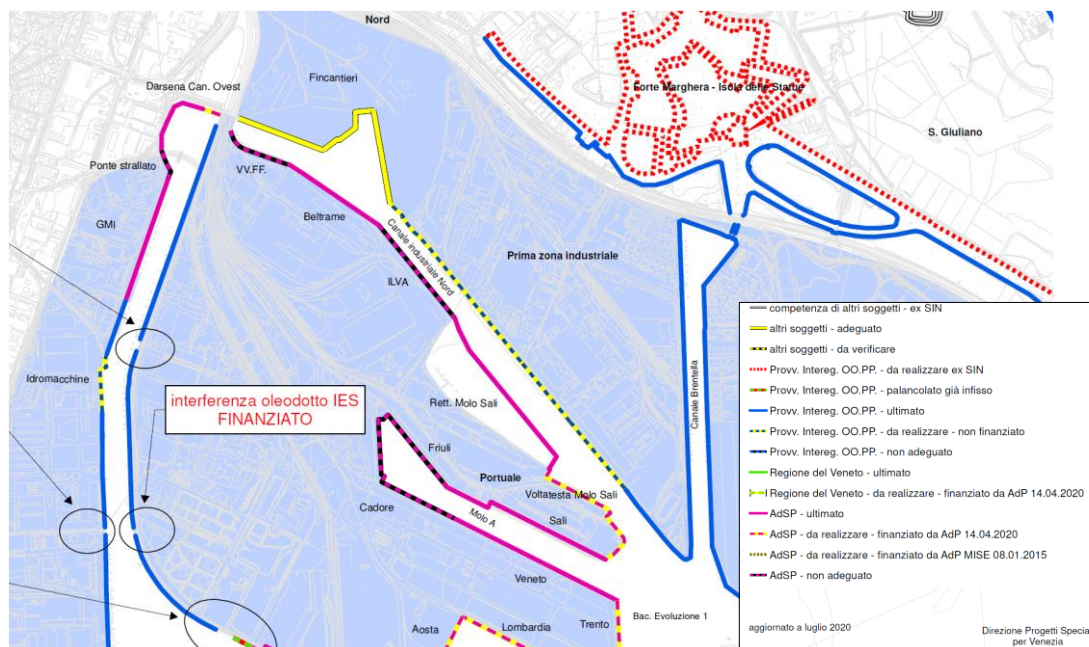 Nord
Fincantieri
Darsena Can. Ovest
Forte Marghera - Isola delle Statue
S. Giuliano
Ponte strallato
VV.FF.
GMI
Beltrame
Canale industriale Nord
Prima zona industriale
ILVA
Idromacchine
interferenza oleodotto IES
FINANZIATO
Rett. Molo Sali
Canale Brentella
Friuli
Portuale
Voltatesta Molo Sali
Cadore
Molo A
Sali
Veneto
Bac. Evoluzione 1
Aosta
Lombardia
Trento
competenza di altri soggetti - ex SIN
altri soggetti - adeguato
altri soggetti - da verificare
Provv. Intereg. OO.PP. - da realizzare ex SIN
Provv. Intereg. OO.PP. - palancolato già infisso
Provv. Intereg. OO.PP. - ultimato
Provv. Intereg. OO.PP. - da realizzare - non finanziato
Provv. Intereg. OO.PP. - non adeguato
Regione del Veneto - ultimato
Regione del Veneto - da realizzare - finanziato da AdP 14.04.2020
AdSP - ultimato
AdSP - da realizzare - finanziato da AdP 14.04.2020
AdSP - da realizzare - finanziato da AdP MISE 08.01.2015
AdSP - non adeguato
aggiornato a luglio 2020
Direzione Progetti Specia
per Venezia